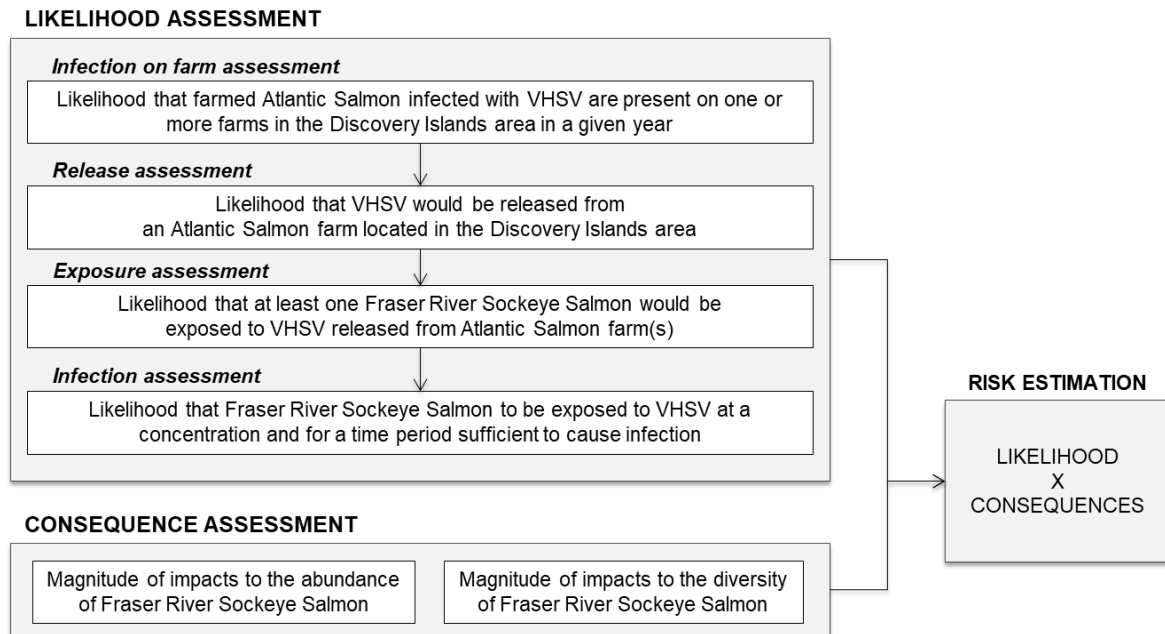 LIKELIHOOD ASSESSMENT
Infection on farm assessment
Likelihood that farmed Atlantic Salmon infected with VHSV are present on one or
more farms in the Discovery Islands area in a given year
Release assessment
Likelihood that VHSV would be released from
an Atlantic Salmon farm located in the Discovery Islands area
Exposure assessment
Likelihood that at least one Fraser River Sockeye Salmon would be
exposed to VHSV released from Atlantic Salmon farm(s)
Infection assessment
Likelihood that Fraser River Sockeye Salmon to be exposed to VHSV at a
concentration and for a time period sufficient to cause infection
CONSEQUENCE ASSESSMENT
Magnitude of impacts to the abundance
of Fraser River Sockeye Salmon
Magnitude of impacts to the diversity
of Fraser River Sockeye Salmon
RISK ESTIMATION
LIKELIHOOD
X
CONSEQUENCES